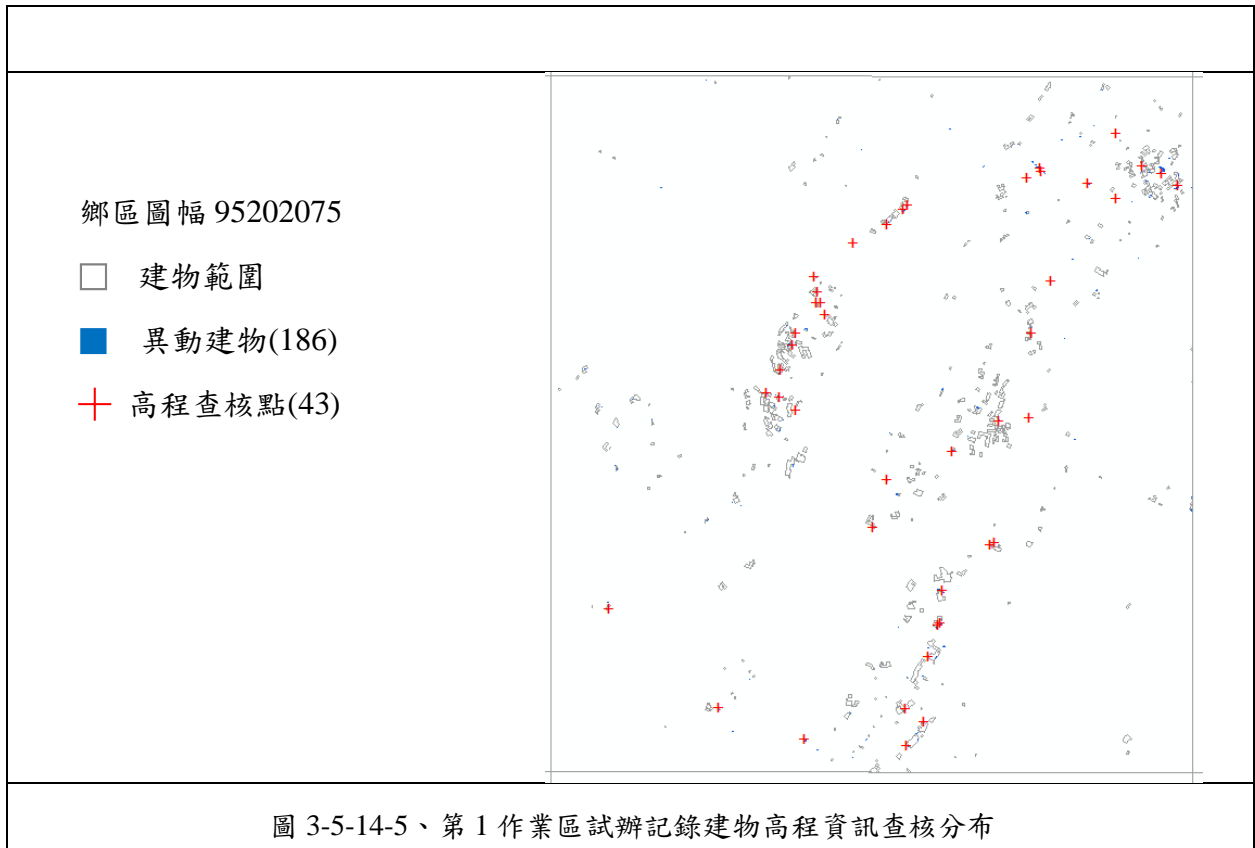 鄉區圖幅 95202075
建物範圍
異動建物(186)
高程查核點(43)
圖 3-5-14-5、第 1 作業區試辦記錄建物高程資訊查核分布